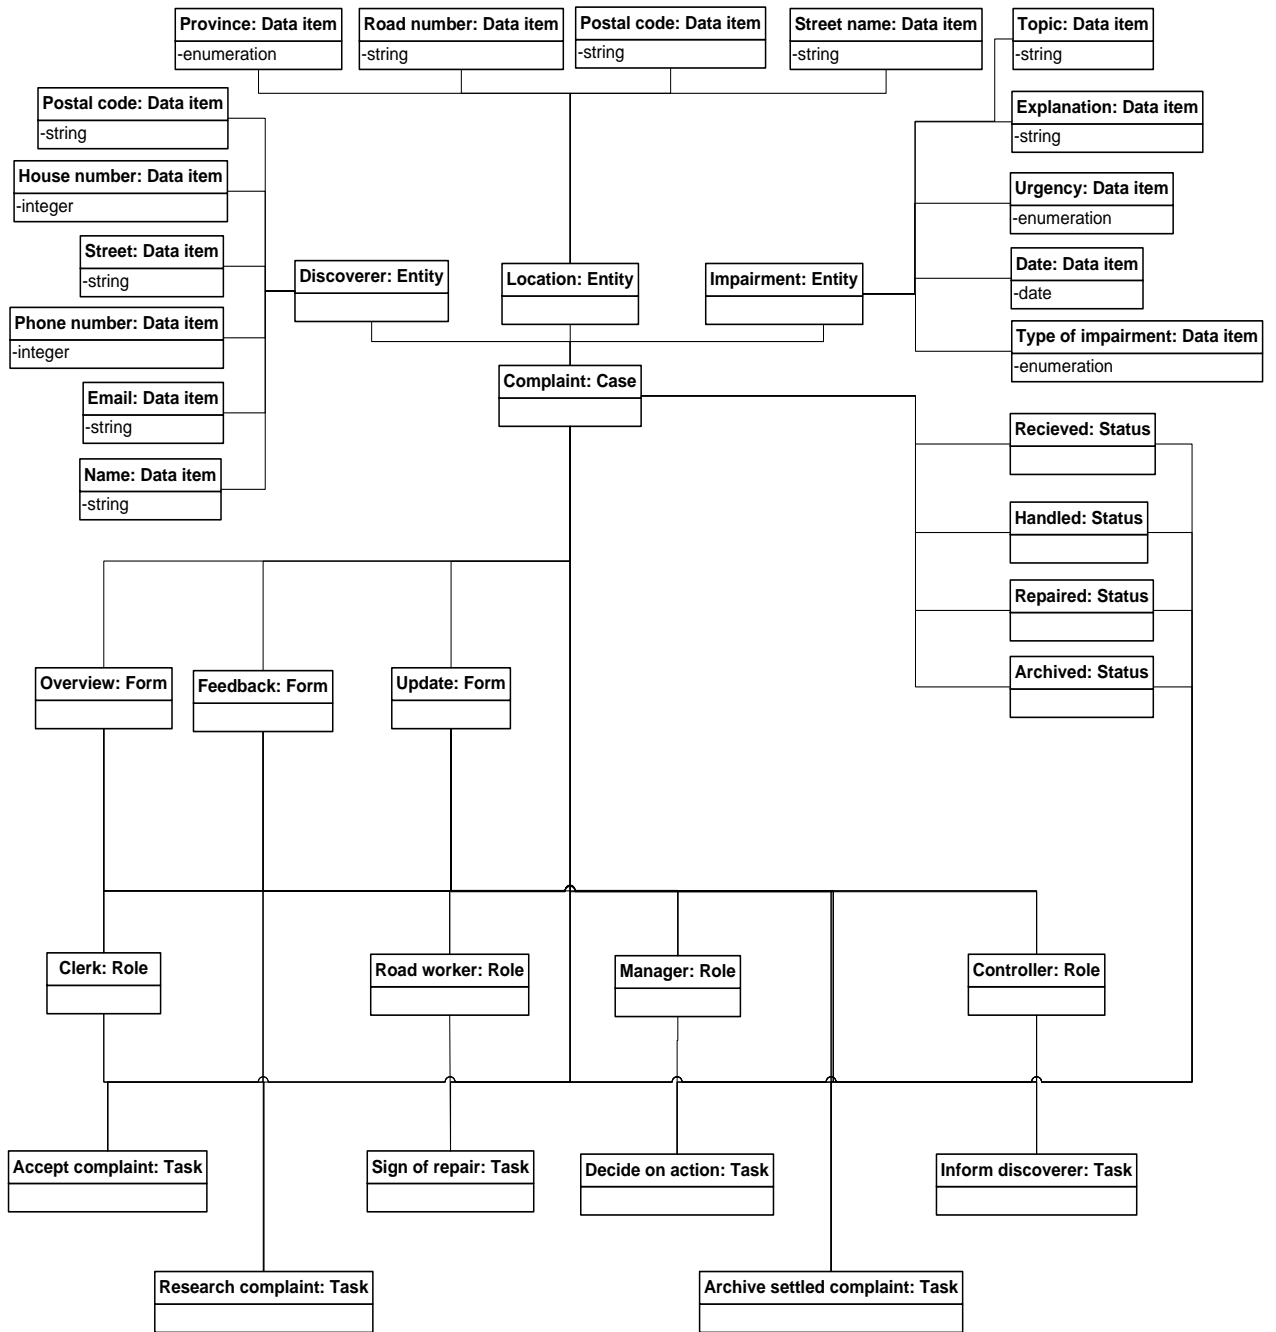 Province: Data item
-enumeration
Road number: Data item
-string
Postal code: Data item
-string
Street name: Data item
-string
Topic: Data item
-string
Postal code: Data item
-string
Explanation: Data item
-string
House number: Data item
-integer
Urgency: Data item
-enumeration
Street: Data item
-string
Discoverer: Entity
Location: Entity
Impairment: Entity
Date: Data item
-date
Phone number: Data item
-integer
Type of impairment: Data item
-enumeration
Email: Data item
-string
Complaint: Case
Name: Data item
-string
Recieved: Status
Handled: Status
Repaired: Status
Archived: Status
Overview: Form
Feedback: Form
Update: Form
Clerk: Role
Road worker: Role
Manager: Role
Controller: Role
Accept complaint: Task
Sign of repair: Task
Decide on action: Task
Inform discoverer: Task
Research complaint: Task
Archive settled complaint: Task